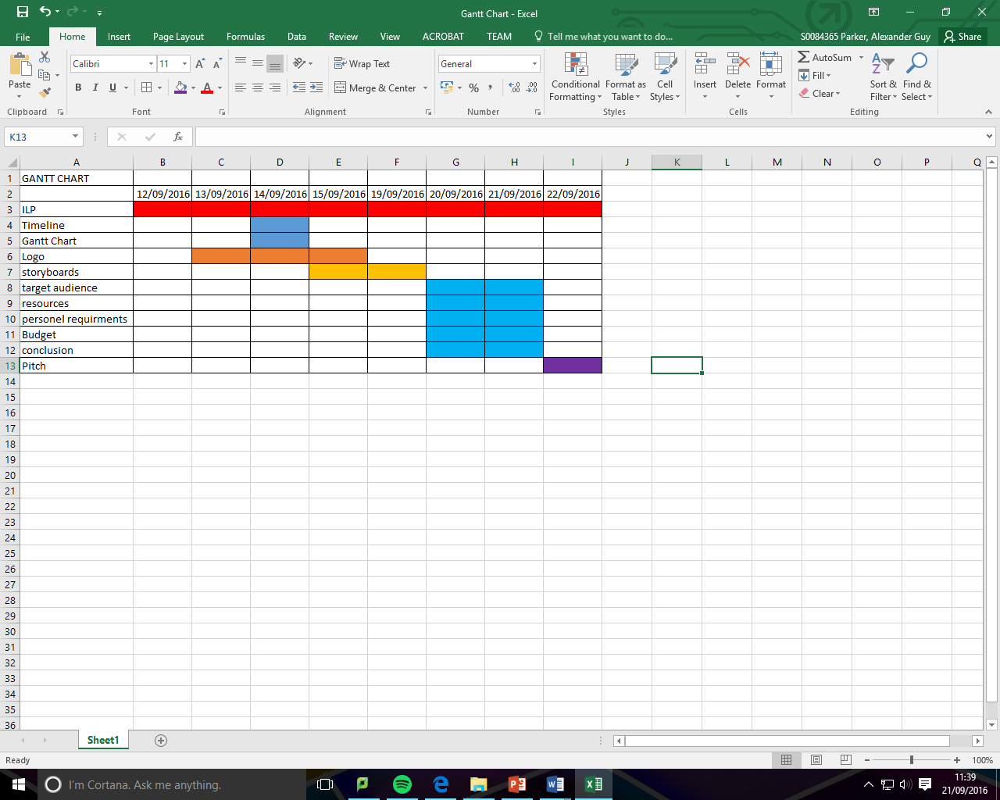 Gantt Chart - Excel
File Home Insert Page Layout Formulas Data Review View ACROBAT TEAM Tell me what you want to do... S0084365 Parker, Alexander Guy Share
Paste
Clipboard
Calibri 11
B I U
Font
Wrap Text
Merge & Center
Alignment
General
% ,
Number
Conditional Formatting
Format as Table
Cell Styles
Styles
Insert Delete Format
Cells
AutoSum
Fill
Clear
Sort & Filter
Find & Select
Editing
K13 fx
A B C D E F G H I J K L M N O P Q
1 GANTT CHART
2 12/09/2016 13/09/2016 14/09/2016 15/09/2016 19/09/2016 20/09/2016 21/09/2016 22/09/2016
3 ILP
4 Timeline
5 Gantt Chart
6 Logo
7 storyboards
8 target audience
9 resources
10 personel requirments
11 Budget
12 conclusion
13 Pitch
14
15
16
17
18
19
20
21
22
23
24
25
26
27
28
29
30
31
32
33
34
35
36
Sheet1
Ready 100%
I'm Cortana. Ask me anything.
11:39
21/09/2016